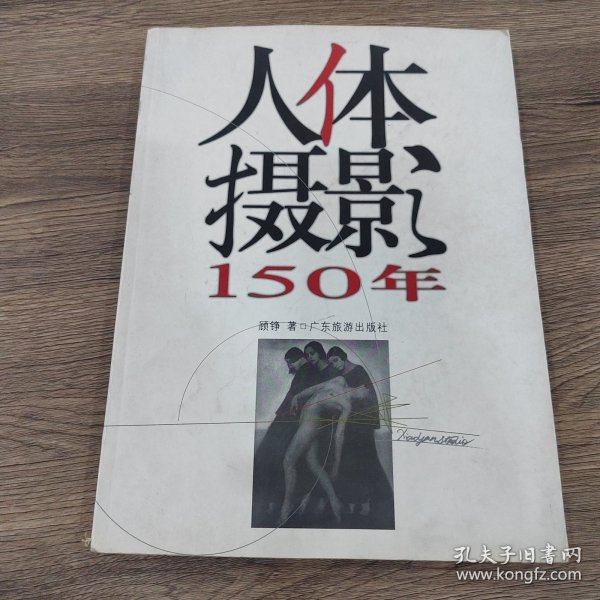 人体
摄影
150年
顾铮 著□广东旅游出版社
孔夫子旧书网
www.kongfz.com